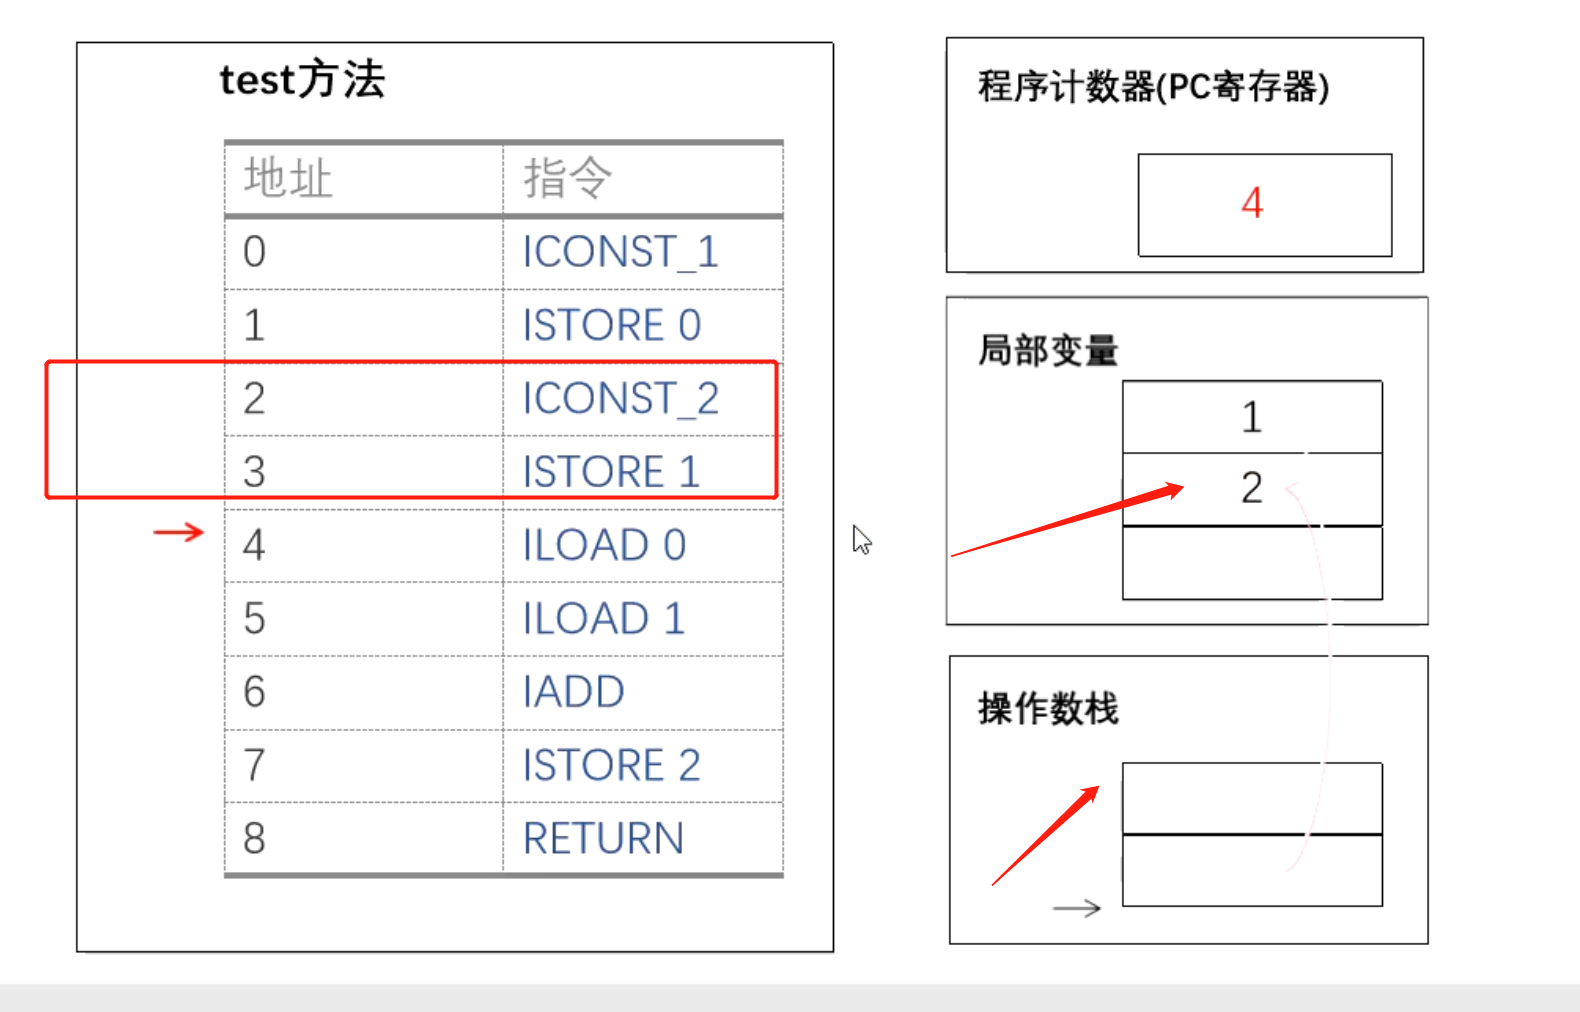 test方法
地址 指令
0 ICONST_1
1 ISTORE 0
2 ICONST_2
3 ISTORE 1
4 ILOAD 0
5 ILOAD 1
6 IADD
7 ISTORE 2
8 RETURN
程序计数器(PC寄存器)
4
局部变量
1
2
操作数栈